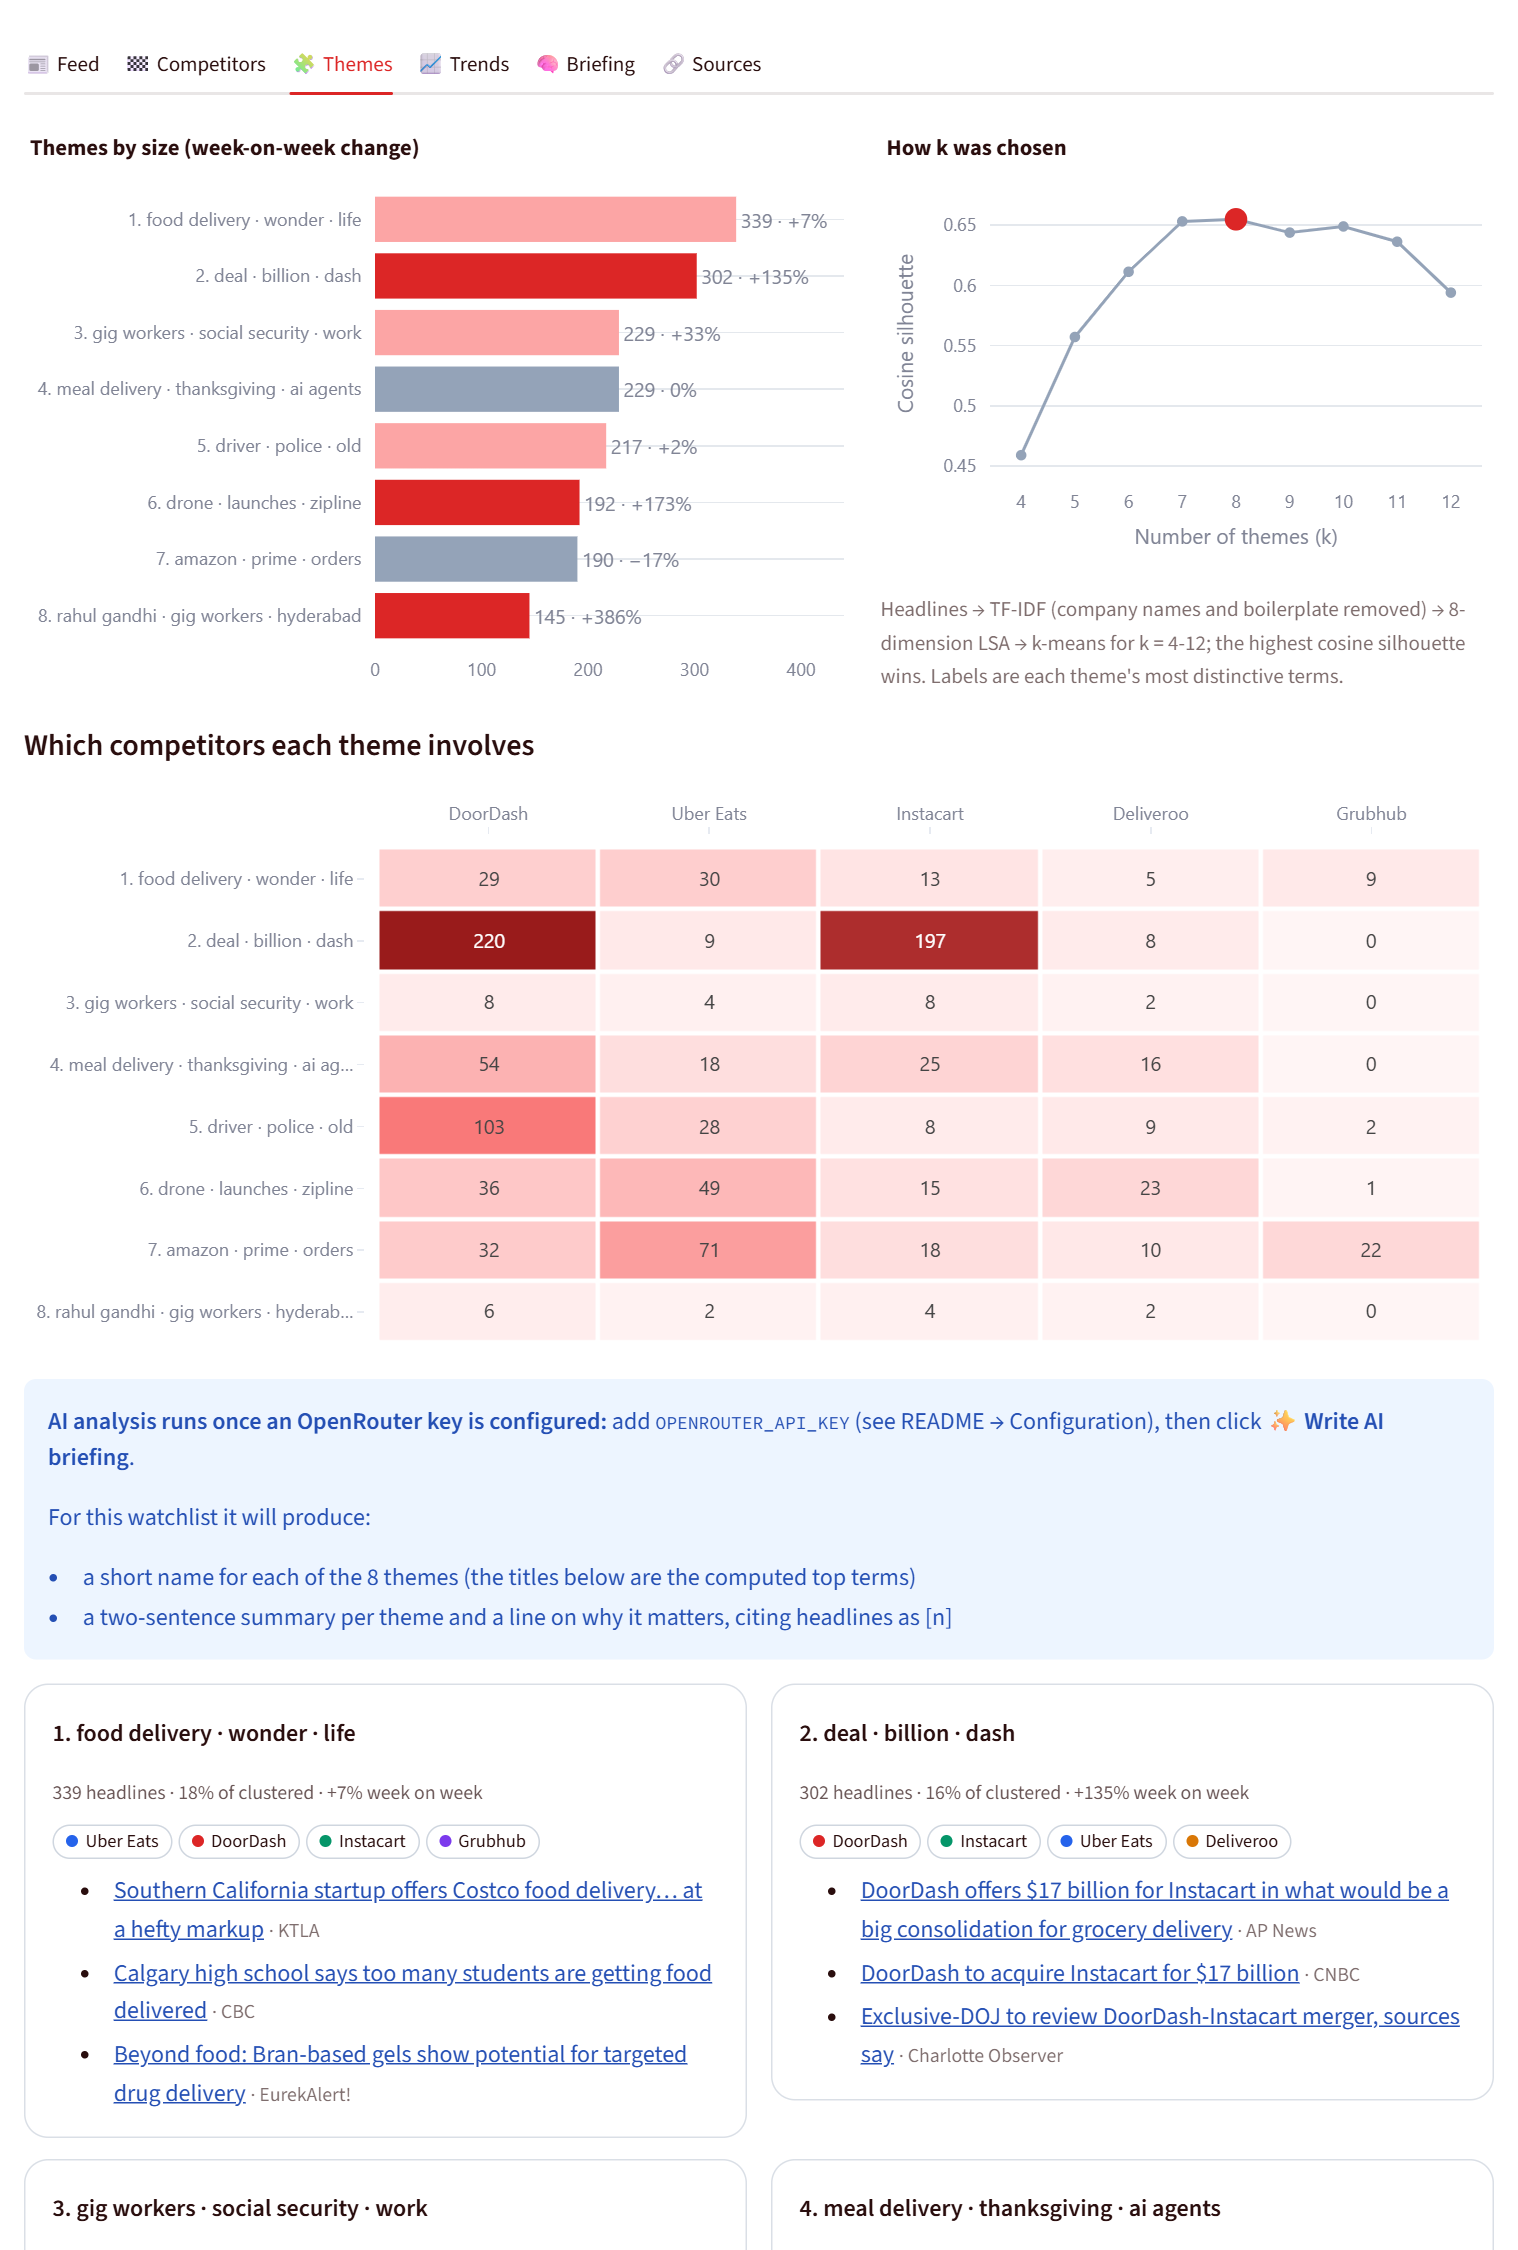 Feed Competitors Themes Trends Briefing Sources
Themes by size (week-on-week change)
1. food delivery · wonder · life 339 · +7%
2. deal · billion · dash 302 · +135%
3. gig workers · social security · work 229 · +33%
4. meal delivery · thanksgiving · ai agents 229 · 0%
5. driver · police · old 217 · +2%
6. drone · launches · zipline 192 · +173%
7. amazon · prime · orders 190 · −17%
8. rahul gandhi · gig workers · hyderabad 145 · +386%
0 100 200 300 400
How k was chosen
Cosine silhouette
0.65
0.6
0.55
0.5
0.45
4 5 6 7 8 9 10 11 12
Number of themes (k)
Headlines → TF-IDF (company names and boilerplate removed) → 8-
dimension LSA → k-means for k = 4-12; the highest cosine silhouette
wins. Labels are each theme's most distinctive terms.
Which competitors each theme involves
DoorDash Uber Eats Instacart Deliveroo Grubhub
1. food delivery · wonder · life 29 30 13 5 9
2. deal · billion · dash 220 9 197 8 0
3. gig workers · social security · work 8 4 8 2 0
4. meal delivery · thanksgiving · ai ag... 54 18 25 16 0
5. driver · police · old 103 28 8 9 2
6. drone · launches · zipline 36 49 15 23 1
7. amazon · prime · orders 32 71 18 10 22
8. rahul gandhi · gig workers · hyderab... 6 2 4 2 0
AI analysis runs once an OpenRouter key is configured: add OPENROUTER_API_KEY (see README → Configuration), then click ✨ Write AI
briefing.
For this watchlist it will produce:
• a short name for each of the 8 themes (the titles below are the computed top terms)
• a two-sentence summary per theme and a line on why it matters, citing headlines as [n]
1. food delivery · wonder · life
339 headlines · 18% of clustered · +7% week on week
Uber Eats DoorDash Instacart Grubhub
• Southern California startup offers Costco food delivery… at
a hefty markup · KTLA
• Calgary high school says too many students are getting food
delivered · CBC
• Beyond food: Bran-based gels show potential for targeted
drug delivery · EurekAlert!
2. deal · billion · dash
302 headlines · 16% of clustered · +135% week on week
DoorDash Instacart Uber Eats Deliveroo
• DoorDash offers $17 billion for Instacart in what would be a
big consolidation for grocery delivery · AP News
• DoorDash to acquire Instacart for $17 billion · CNBC
• Exclusive-DOJ to review DoorDash-Instacart merger, sources
say · Charlotte Observer
3. gig workers · social security · work
4. meal delivery · thanksgiving · ai agents